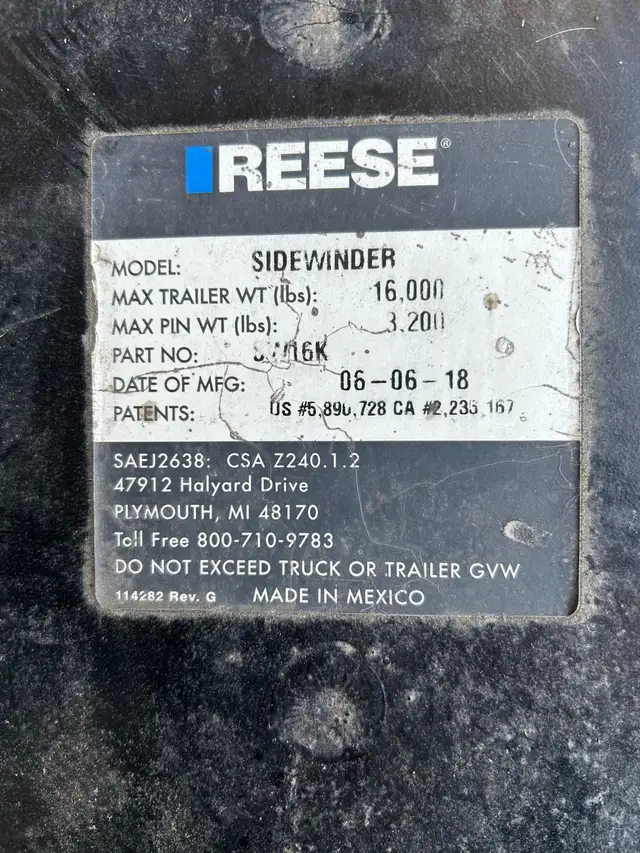 REESE®
MODEL: SIDEWINDER
MAX TRAILER WT (lbs): 16,000
MAX PIN WT (lbs): 3,200
PART NO: SW16K
DATE OF MFG: 06-06-18
PATENTS: US #5,890,728 CA #2,235,167
SAEJ2638: CSA Z240.1.2
47912 Halyard Drive
PLYMOUTH, MI 48170
Toll Free 800-710-9783
DO NOT EXCEED TRUCK OR TRAILER GVW
114282 Rev. G MADE IN MEXICO